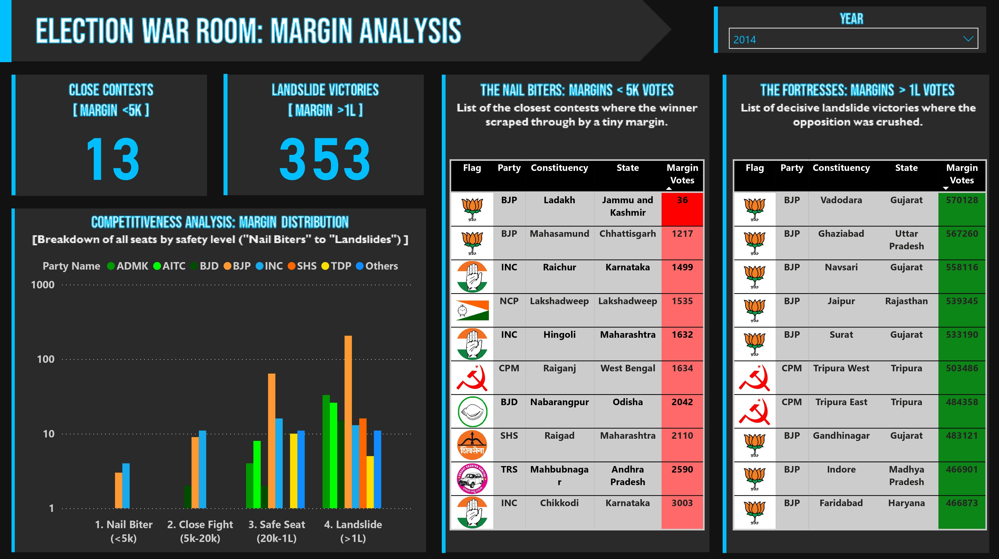 ELECTION WAR ROOM: MARGIN ANALYSIS
YEAR
2014
CLOSE CONTESTS
[ MARGIN <5K ]
13
LANDSLIDE VICTORIES
[ MARGIN >1L ]
353
COMPETITIVENESS ANALYSIS: MARGIN DISTRIBUTION
[Breakdown of all seats by safety level ("Nail Biters" to "Landslides") ]
Party Name ADMK AITC BJD BJP INC SHS TDP Others
1000
100
10
1
1. Nail Biter 2. Close Fight 3. Safe Seat 4. Landslide
(<5k) (5k-20k) (20k-1L) (>1L)
THE NAIL BITERS: MARGINS < 5K VOTES
List of the closest contests where the winner
scraped through by a tiny margin.
Flag Party Constituency State Margin
Votes
BJP Ladakh Jammu and 36
Kashmir
BJP Mahasamund Chhattisgarh 1217
INC Raichur Karnataka 1499
NCP Lakshadweep Lakshadweep 1535
INC Hingoli Maharashtra 1632
CPM Raiganj West Bengal 1634
BJD Nabarangpur Odisha 2042
SHS Raigad Maharashtra 2110
शिवसेना
TRS Mahbubnaga Andhra 2590
r Pradesh
INC Chikkodi Karnataka 3003
THE FORTRESSES: MARGINS > 1L VOTES
List of decisive landslide victories where the
opposition was crushed.
Flag Party Constituency State Margin
Votes
BJP Vadodara Gujarat 570128
BJP Ghaziabad Uttar 567260
Pradesh
BJP Navsari Gujarat 558116
BJP Jaipur Rajasthan 539345
BJP Surat Gujarat 533190
CPM Tripura West Tripura 503486
CPM Tripura East Tripura 484358
BJP Gandhinagar Gujarat 483121
BJP Indore Madhya 466901
Pradesh
BJP Faridabad Haryana 466873